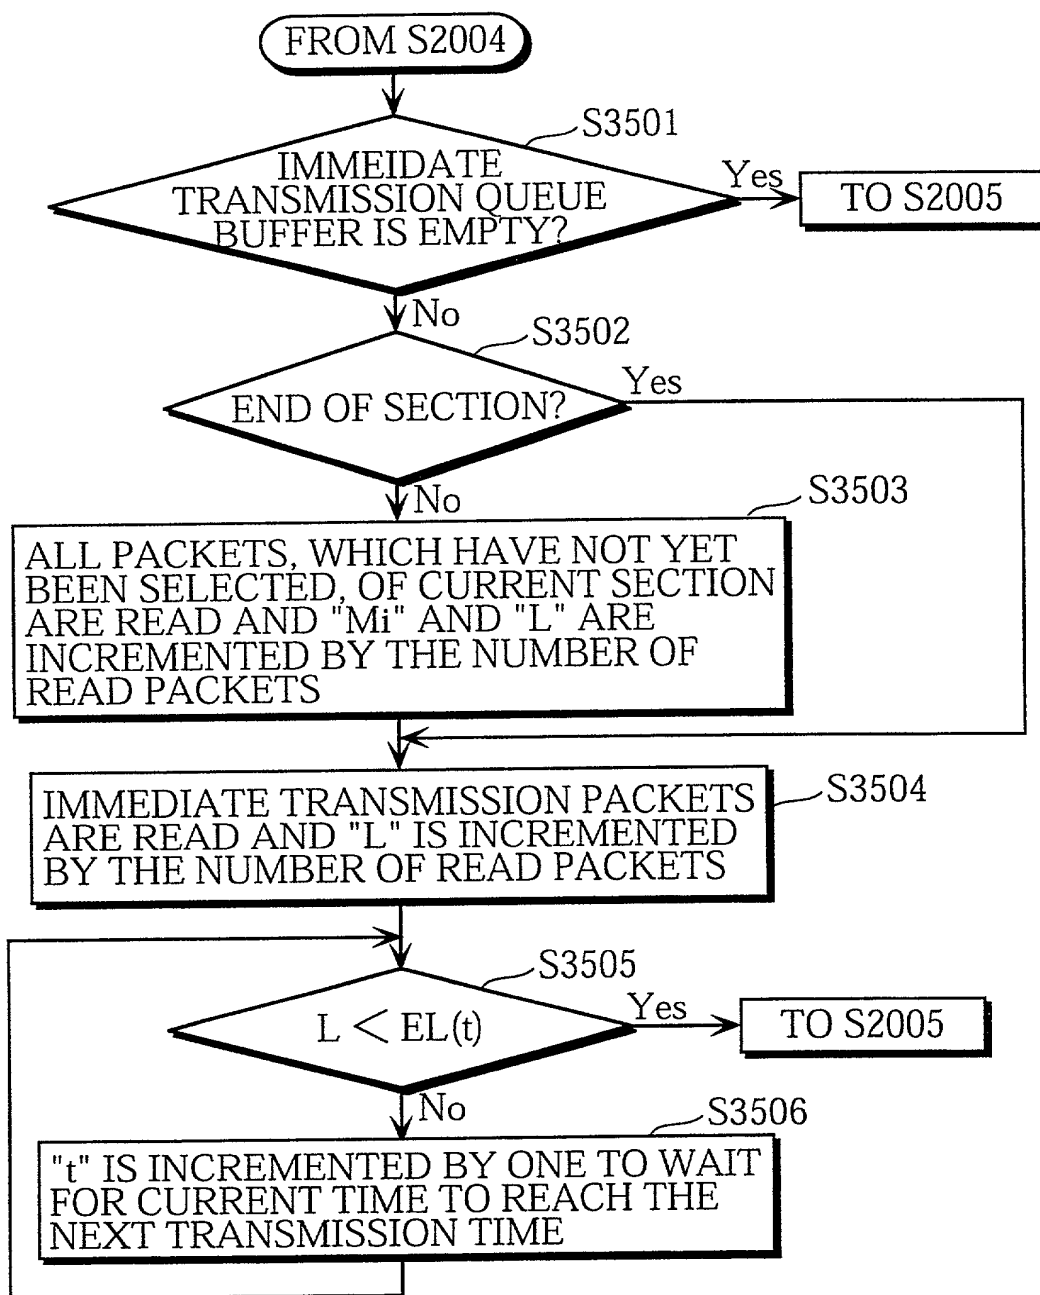 FROM S2004
S3501
IMMEIDATE
TRANSMISSION QUEUE
BUFFER IS EMPTY?
Yes
TO S2005
No
S3502
END OF SECTION?
Yes
No
S3503
ALL PACKETS, WHICH HAVE NOT YET
BEEN SELECTED, OF CURRENT SECTION
ARE READ AND "Mi" AND "L" ARE
INCREMENTED BY THE NUMBER OF
READ PACKETS
S3504
IMMEDIATE TRANSMISSION PACKETS
ARE READ AND "L" IS INCREMENTED
BY THE NUMBER OF READ PACKETS
S3505
L < EL(t)
Yes
TO S2005
No
S3506
"t" IS INCREMENTED BY ONE TO WAIT
FOR CURRENT TIME TO REACH THE
NEXT TRANSMISSION TIME